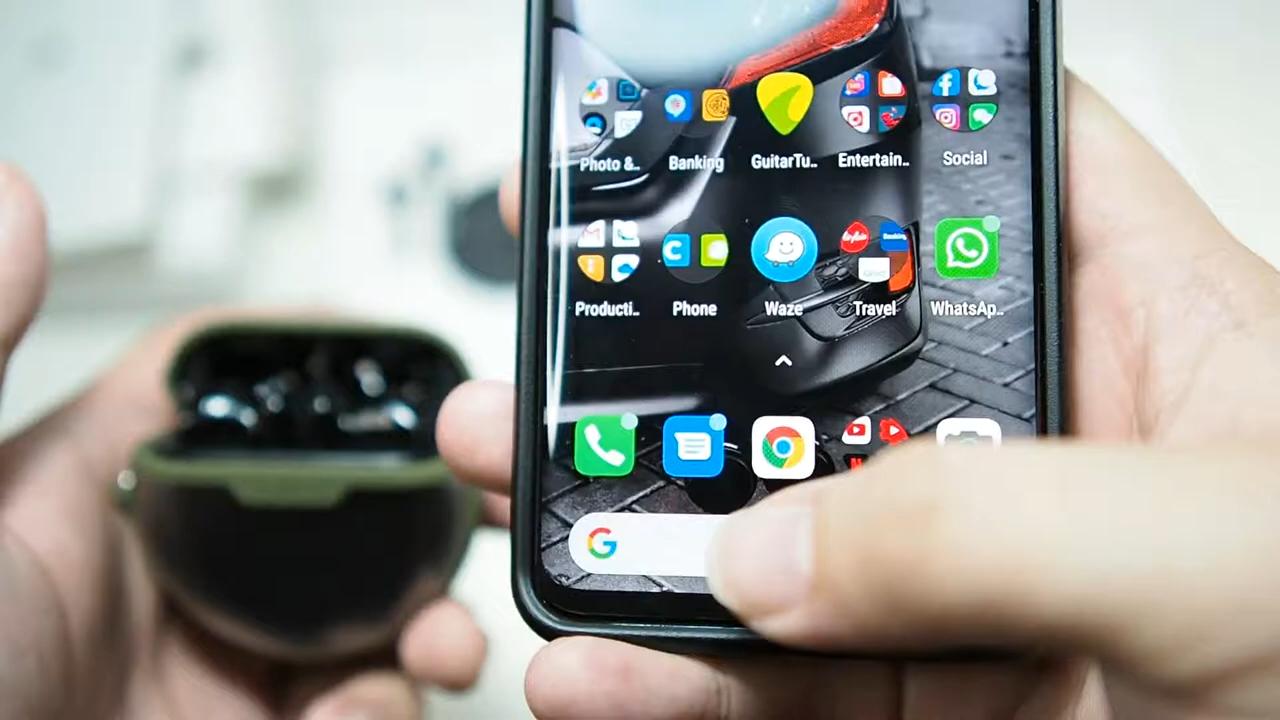 Photo &..
Banking
GuitarTu..
Entertain..
Social
Producti..
Phone
Waze
Travel
WhatsAp..